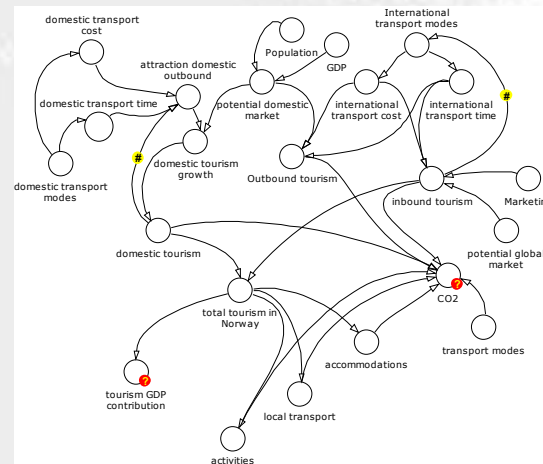 domestic transport
cost
International
transport modes
Population
GDP
attraction domestic
outbound
domestic transport time
potential domestic
market
international
transport cost
international
transport time
#
#
domestic tourism
growth
Outbound tourism
domestic transport
modes
inbound tourism
Marketin
domestic tourism
potential global
market
CO2
?
total tourism in
Norway
transport modes
accommodations
?
tourism GDP
contribution
local transport
activities